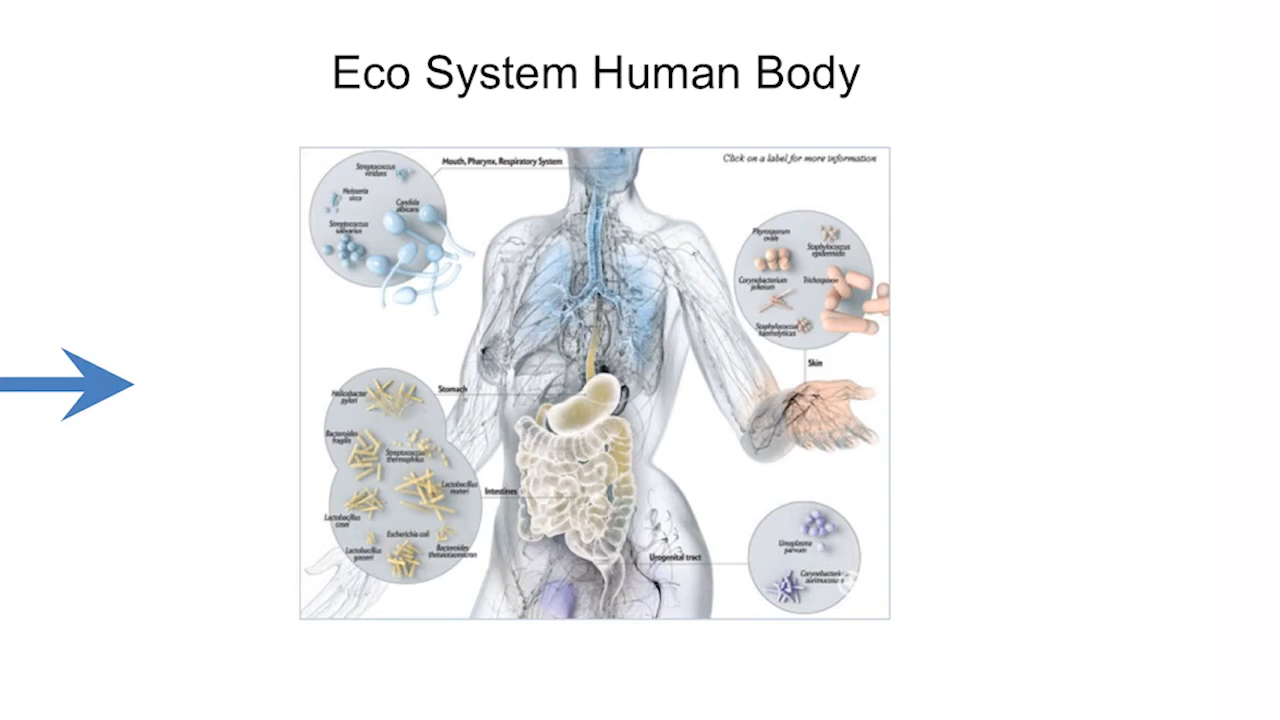 Eco System Human Body
Mouth, Pharynx, Respiratory System
Click on a label for more information
Streptococcus
viridans
Neisseria
sicca
Candida
albicans
Streptococcus
salivarius
Pityrosporum
ovale
Staphylococcus
epidermidis
Corynebacterium
jeikeium
Trichosporon
Staphylococcus
haemolyticus
Skin
Stomach
Helicobacter
pylori
Bacteroides
fragilis
Streptococcus
thermophilus
Lactobacillus
reuteri
Intestines
Lactobacillus
casei
Escherichia coli
Lactobacillus
gasseri
Bacteroides
thetaiotaomicron
Urogenital tract
Ureaplasma
parvum